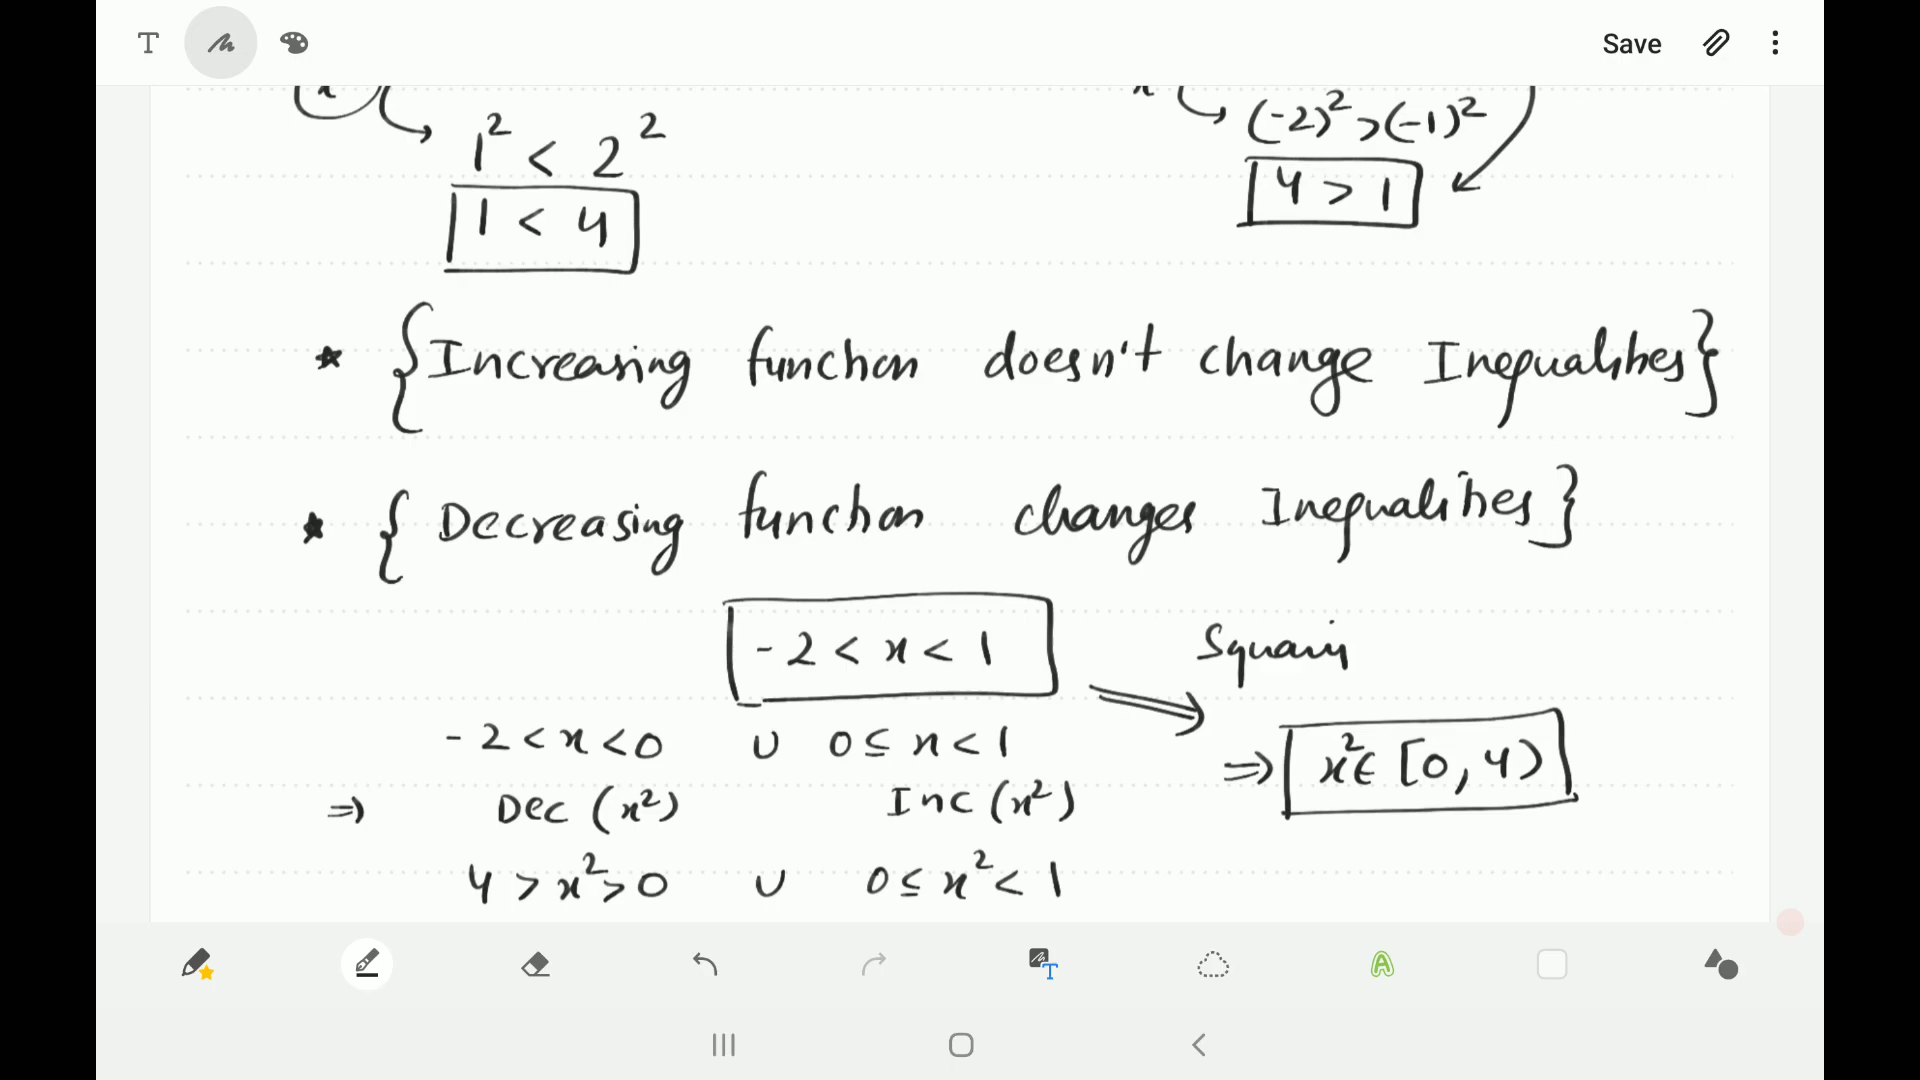 T Save
x x
1² < 2² (-2)² > (-1)²
1 < 4 4 > 1
* {Increasing function doesn't change Inequalities}
* {Decreasing function changes Inequalities}
-2 < x < 1 Squaring
-2 < x < 0 ∪ 0 ≤ x < 1 ⇒ x² ∈ [0, 4)
⇒ Dec (x²) Inc (x²)
4 > x² > 0 ∪ 0 ≤ x² < 1